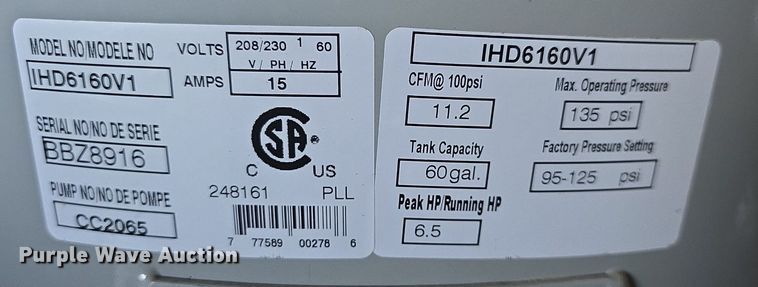 MODEL NO/MODELE NO
IHD6160V1
VOLTS 208/230 1 60
V/ PH/ HZ
AMPS 15
SERIAL NO/NO DE SERIE
BBZ8916
PUMP NO/NO DE POMPE
CC2065
CSA
C US
248161 PLL
7 77589 00278 6
IHD6160V1
CFM@ 100psi
11.2
Max. Operating Pressure
135 psi
Tank Capacity
60gal.
Factory Pressure Setting
95-125 psi
Peak HP/Running HP
6.5
Purple Wave Auction